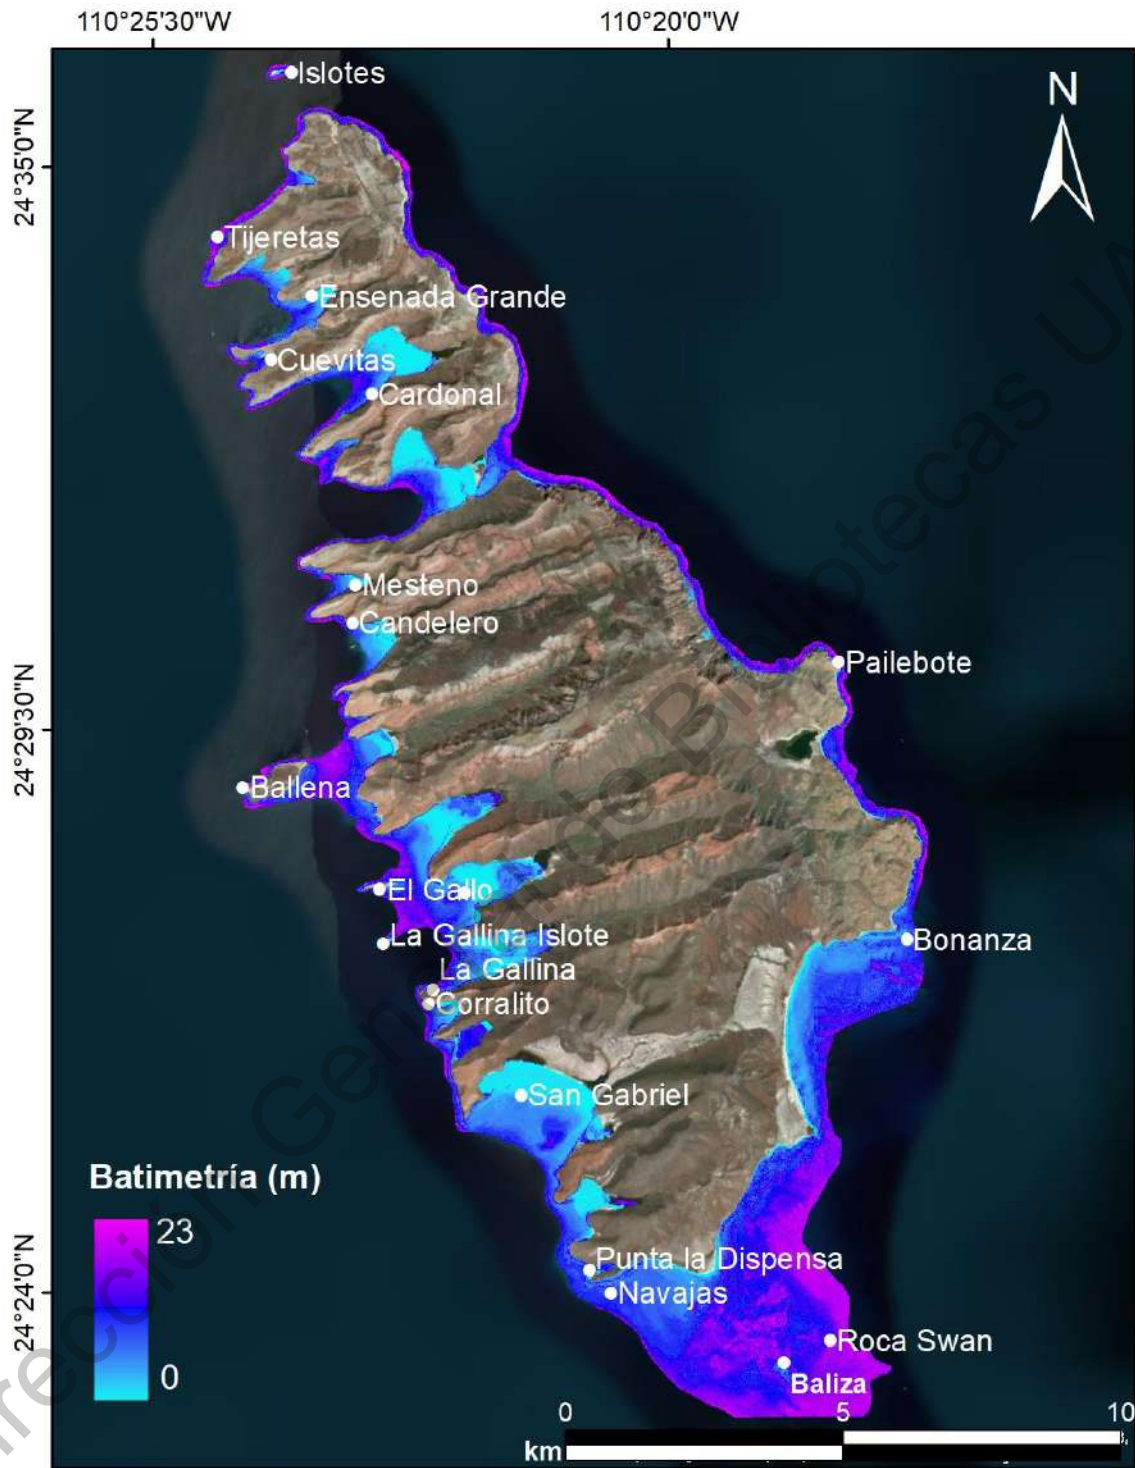 110°25'30"W 110°20'0"W
Islotes
N
24°35'0"N
Tijeretas
Ensenada Grande
Cuevitas
Cardonal
Mesteno
Candelero
Pailebote
24°29'30"N
Ballena
El Gallo
La Gallina Islote
Bonanza
La Gallina
Corralito
San Gabriel
Batimetría (m)
23
0
24°24'0"N
Punta la Dispensa
Navajas
Roca Swan
Baliza
0 5 10
km